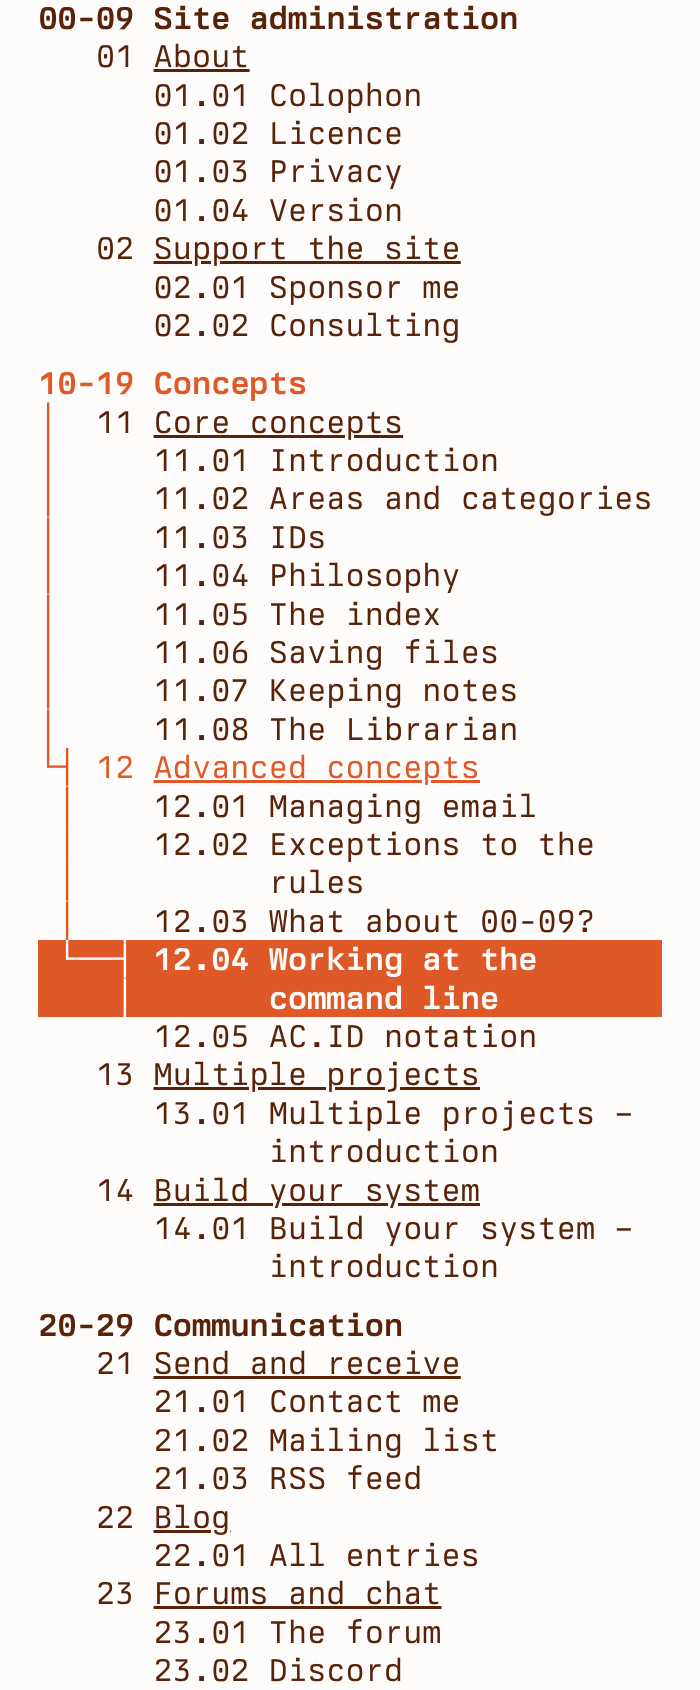 00-09 Site administration
01 About
01.01 Colophon
01.02 Licence
01.03 Privacy
01.04 Version
02 Support the site
02.01 Sponsor me
02.02 Consulting
10-19 Concepts
11 Core concepts
11.01 Introduction
11.02 Areas and categories
11.03 IDs
11.04 Philosophy
11.05 The index
11.06 Saving files
11.07 Keeping notes
11.08 The Librarian
12 Advanced concepts
12.01 Managing email
12.02 Exceptions to the
rules
12.03 What about 00-09?
12.04 Working at the
command line
12.05 AC.ID notation
13 Multiple projects
13.01 Multiple projects –
introduction
14 Build your system
14.01 Build your system –
introduction
20-29 Communication
21 Send and receive
21.01 Contact me
21.02 Mailing list
21.03 RSS feed
22 Blog
22.01 All entries
23 Forums and chat
23.01 The forum
23.02 Discord